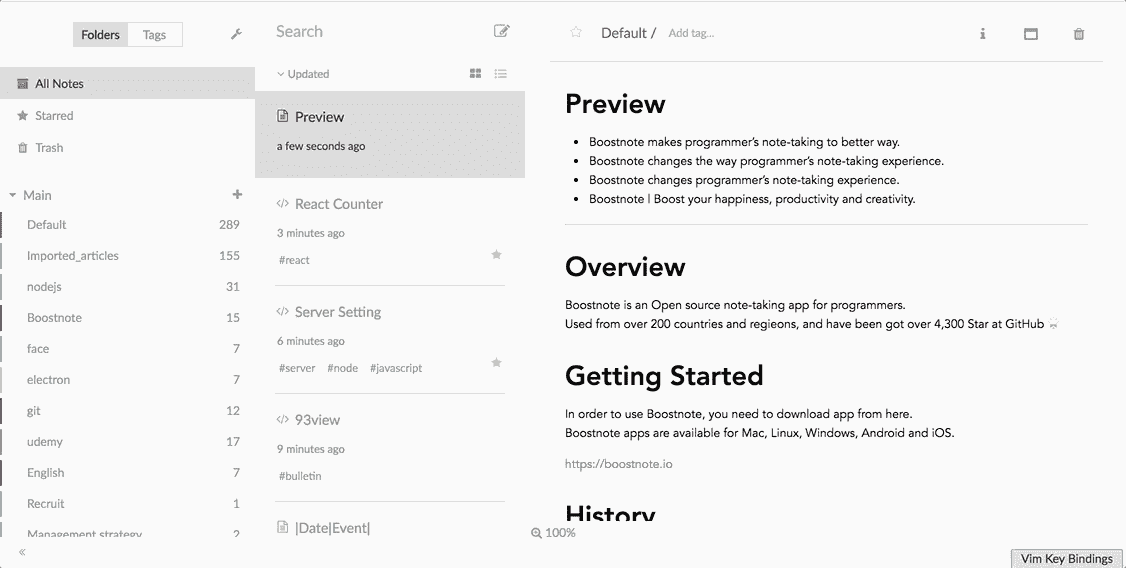 Folders Tags
All Notes
Starred
Trash
Main +
Default 289
Imported_articles 155
nodejs 31
Boostnote 15
face 7
electron 7
git 12
udemy 17
English 7
Recruit 1
Management strategy 2
«
Search
Updated
Preview
a few seconds ago
</> React Counter
3 minutes ago
#react
</> Server Setting
6 minutes ago
#server #node #javascript
</> 93view
9 minutes ago
#bulletin
|Date|Event|
100%
Default / Add tag...
Preview
• Boostnote makes programmer’s note-taking to better way.
• Boostnote changes the way programmer’s note-taking experience.
• Boostnote changes programmer’s note-taking experience.
• Boostnote | Boost your happiness, productivity and creativity.
Overview
Boostnote is an Open source note-taking app for programmers.
Used from over 200 countries and regieons, and have been got over 4,300 Star at GitHub
Getting Started
In order to use Boostnote, you need to download app from here.
Boostnote apps are available for Mac, Linux, Windows, Android and iOS.
https://boostnote.io
History
Vim Key Bindings